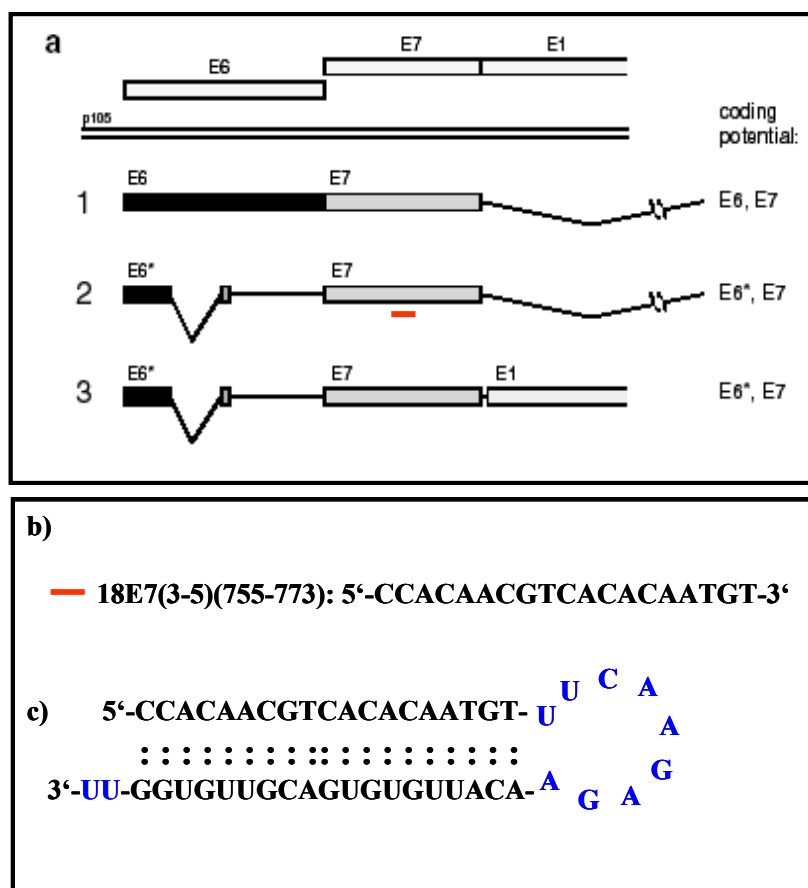 a
E7 E1
E6
p105
coding
potential:
E6 E7
1 E6, E7
E6* E7
2 E6*, E7
E6* E7 E1
3 E6*, E7
b)
18E7(3-5)(755-773): 5‘-CCACAACGTCACACAATGT-3‘
c) 5‘-CCACAACGTCACACAATGT- U U C A A G A G A
3‘-UU-GGUGUUGCAGUGUGUUACA-